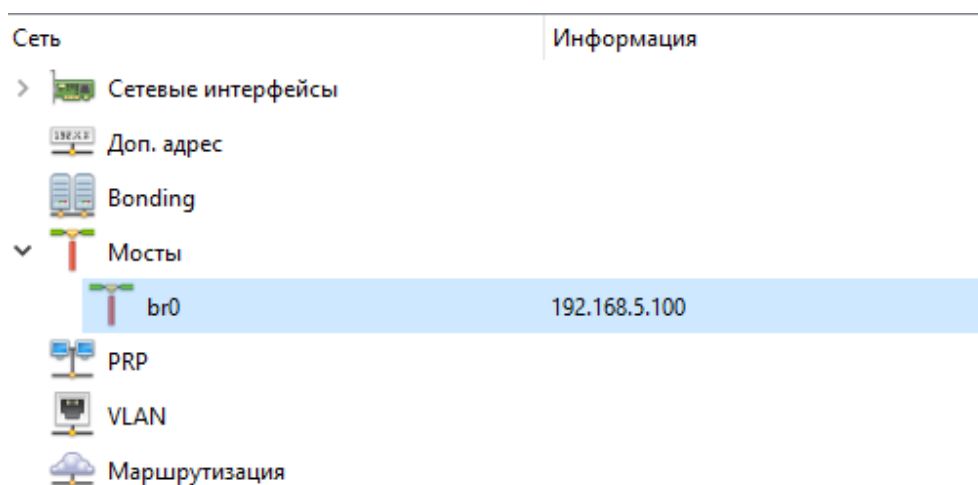 Сеть Информация
Сетевые интерфейсы
Доп. адрес
Bonding
Мосты
br0 192.168.5.100
PRP
VLAN
Маршрутизация